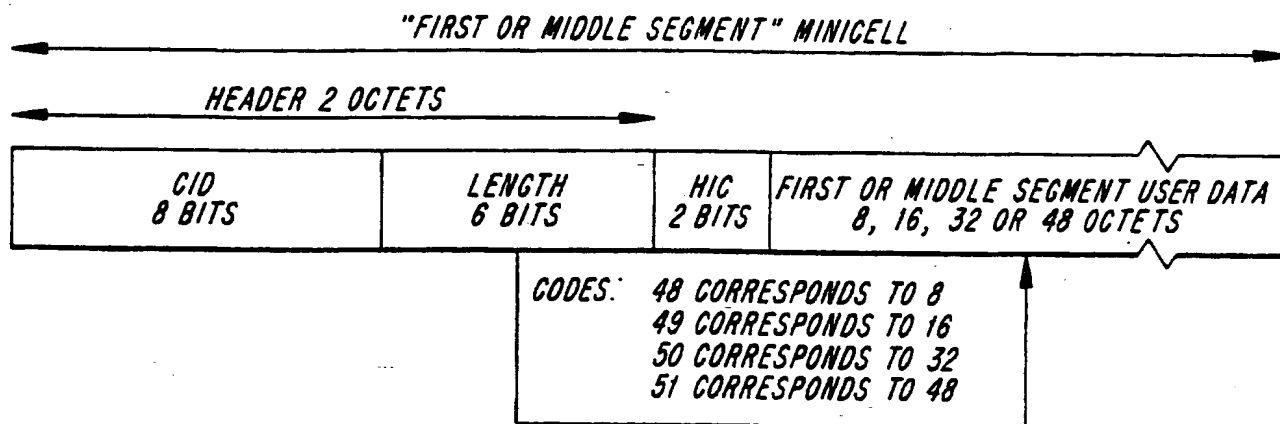 "FIRST OR MIDDLE SEGMENT" MINICELL
HEADER 2 OCTETS
CID
8 BITS
LENGTH
6 BITS
HIC
2 BITS
FIRST OR MIDDLE SEGMENT USER DATA
8, 16, 32 OR 48 OCTETS
CODES: 48 CORRESPONDS TO 8
49 CORRESPONDS TO 16
50 CORRESPONDS TO 32
51 CORRESPONDS TO 48